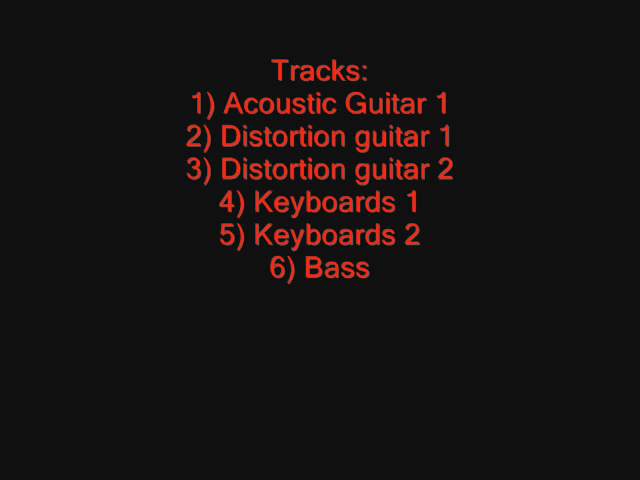 Tracks:
1) Acoustic Guitar 1
2) Distortion guitar 1
3) Distortion guitar 2
4) Keyboards 1
5) Keyboards 2
6) Bass